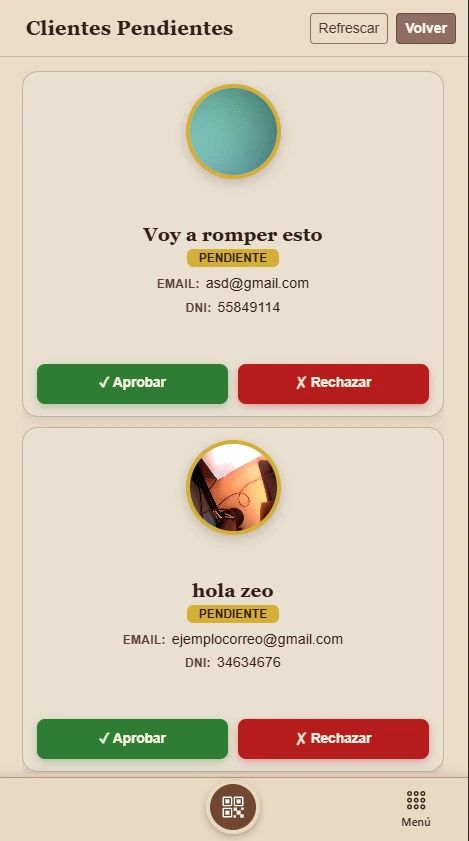 Clientes Pendientes
Refrescar
Volver
Voy a romper esto
PENDIENTE
EMAIL: asd@gmail.com
DNI: 55849114
✓ Aprobar
✗ Rechazar
hola zeo
PENDIENTE
EMAIL: ejemplocorreo@gmail.com
DNI: 34634676
✓ Aprobar
✗ Rechazar
Menú